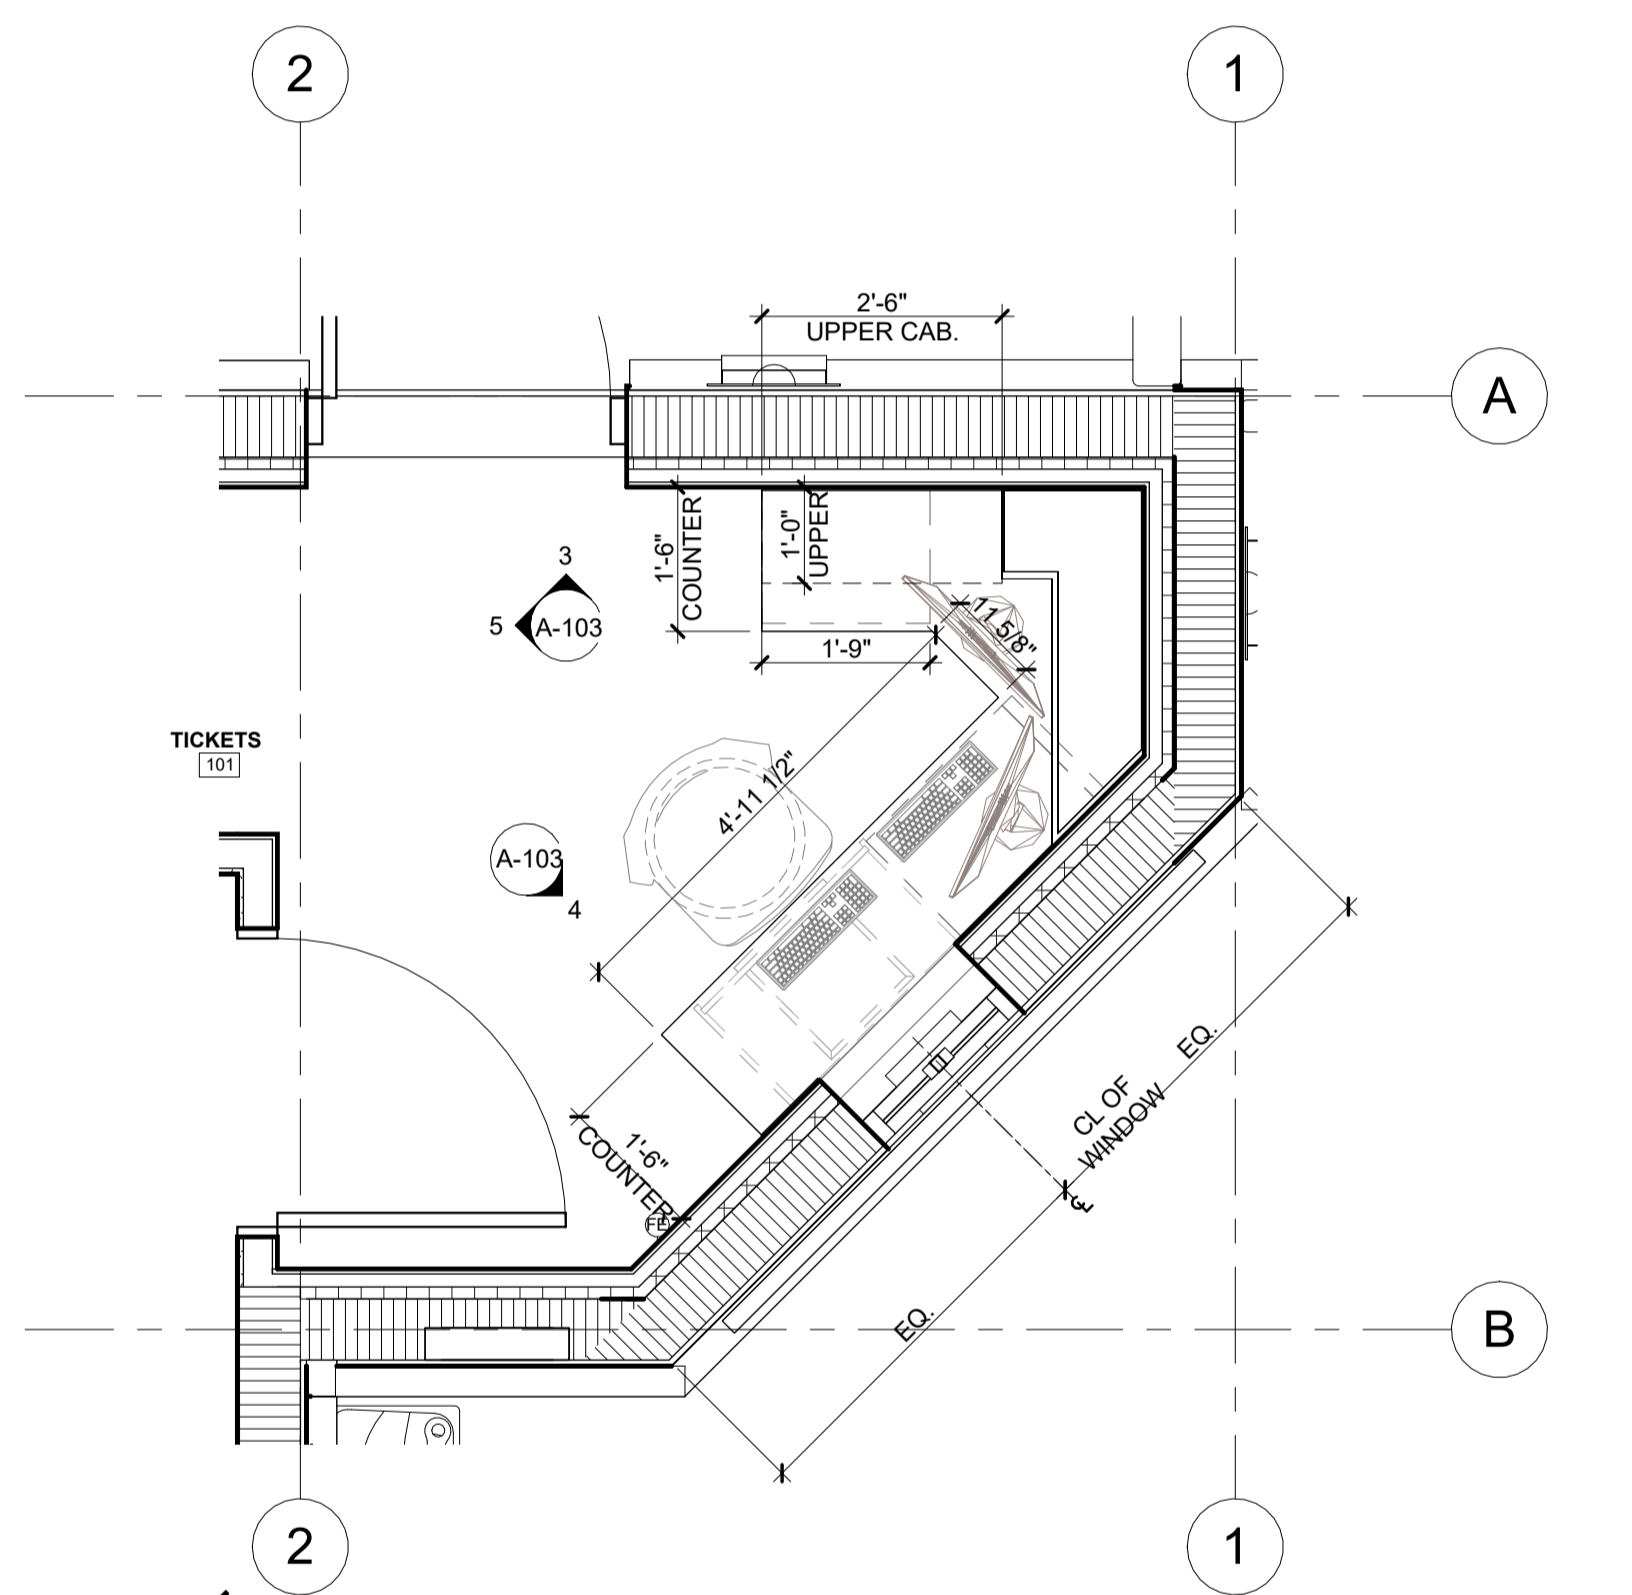 2
1
2'-6"
UPPER CAB.
A
1'-6"
COUNTER
1'-0"
UPPER
3
5
A-103
11 5/8"
1'-9"
TICKETS
101
4'-11 1/2"
A-103
4
EQ.
CL OF
WINDOW
1'-6"
COUNTER
FE
℄
EQ.
B
2
1